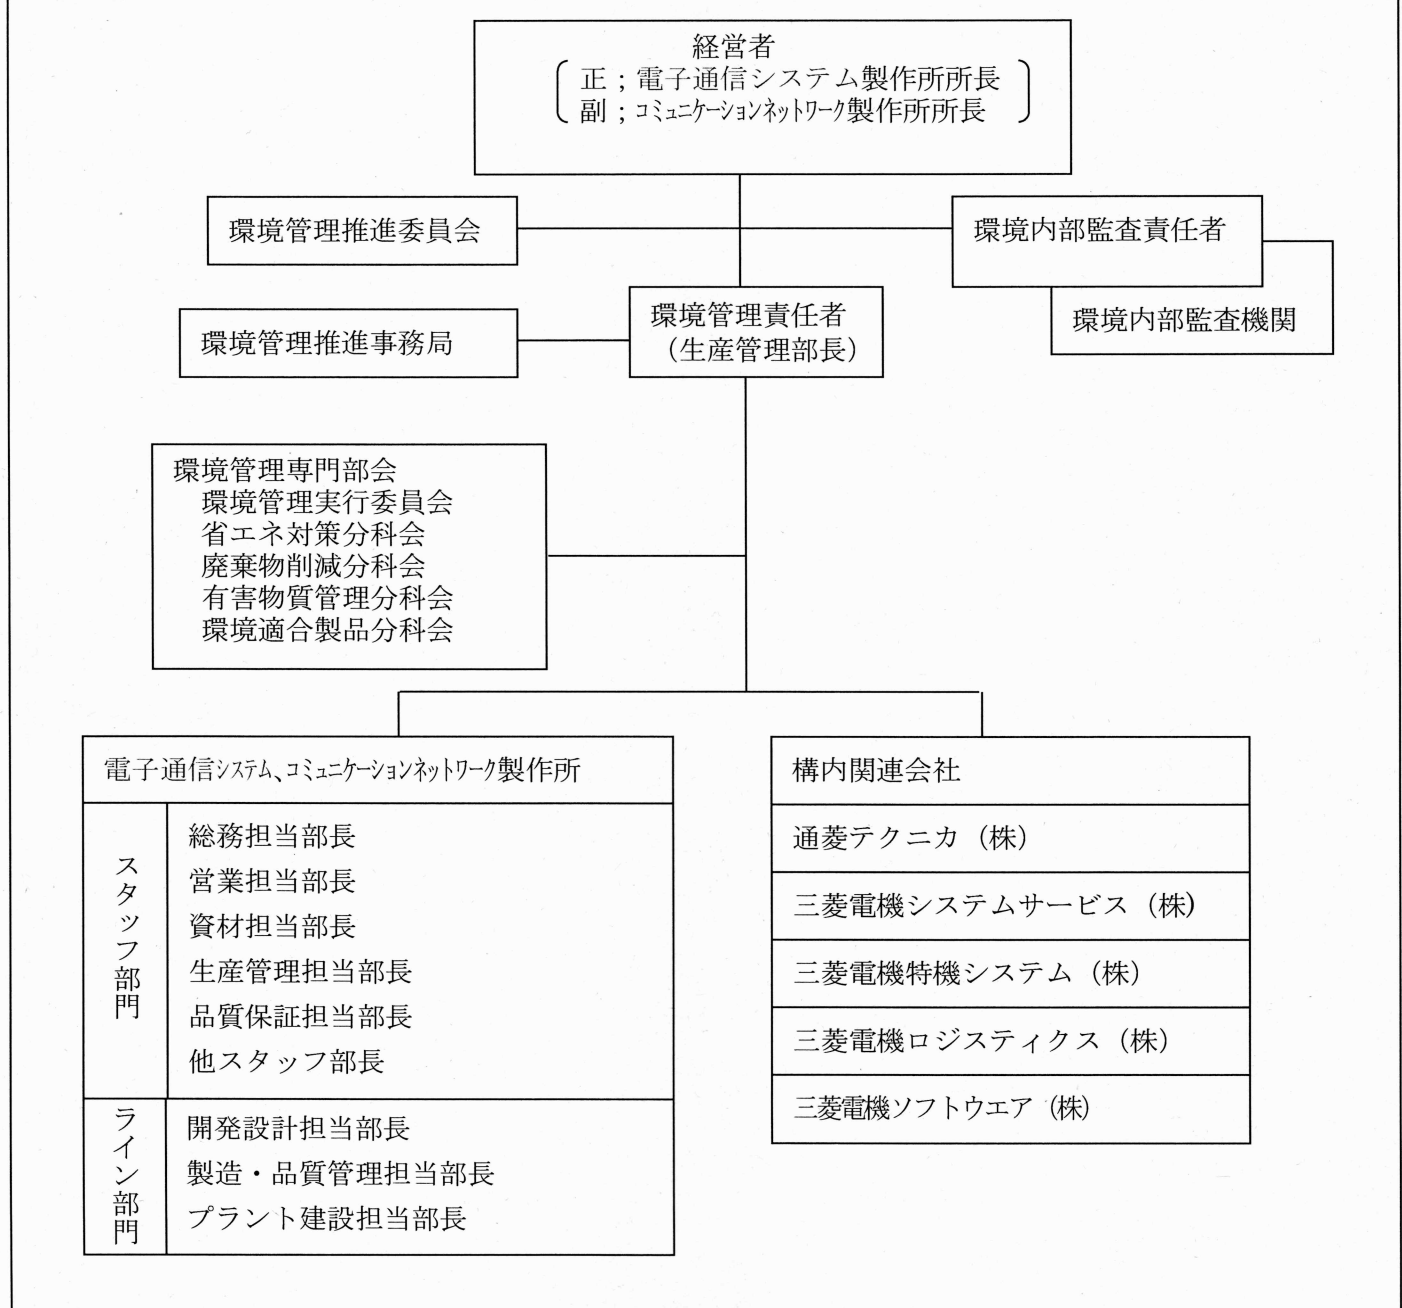 経営者
正；電子通信システム製作所所長
副；コミュニケーションネットワーク製作所所長
環境管理推進委員会
環境内部監査責任者
環境内部監査機関
環境管理推進事務局
環境管理責任者
（生産管理部長）
環境管理専門部会
環境管理実行委員会
省エネ対策分科会
廃棄物削減分科会
有害物質管理分科会
環境適合製品分科会
電子通信システム、コミュニケーションネットワーク製作所
スタッフ部門
総務担当部長
営業担当部長
資材担当部長
生産管理担当部長
品質保証担当部長
他スタッフ部長
ライン部門
開発設計担当部長
製造・品質管理担当部長
プラント建設担当部長
構内関連会社
通菱テクニカ（株）
三菱電機システムサービス（株）
三菱電機特機システム（株）
三菱電機ロジスティクス（株）
三菱電機ソフトウエア（株）